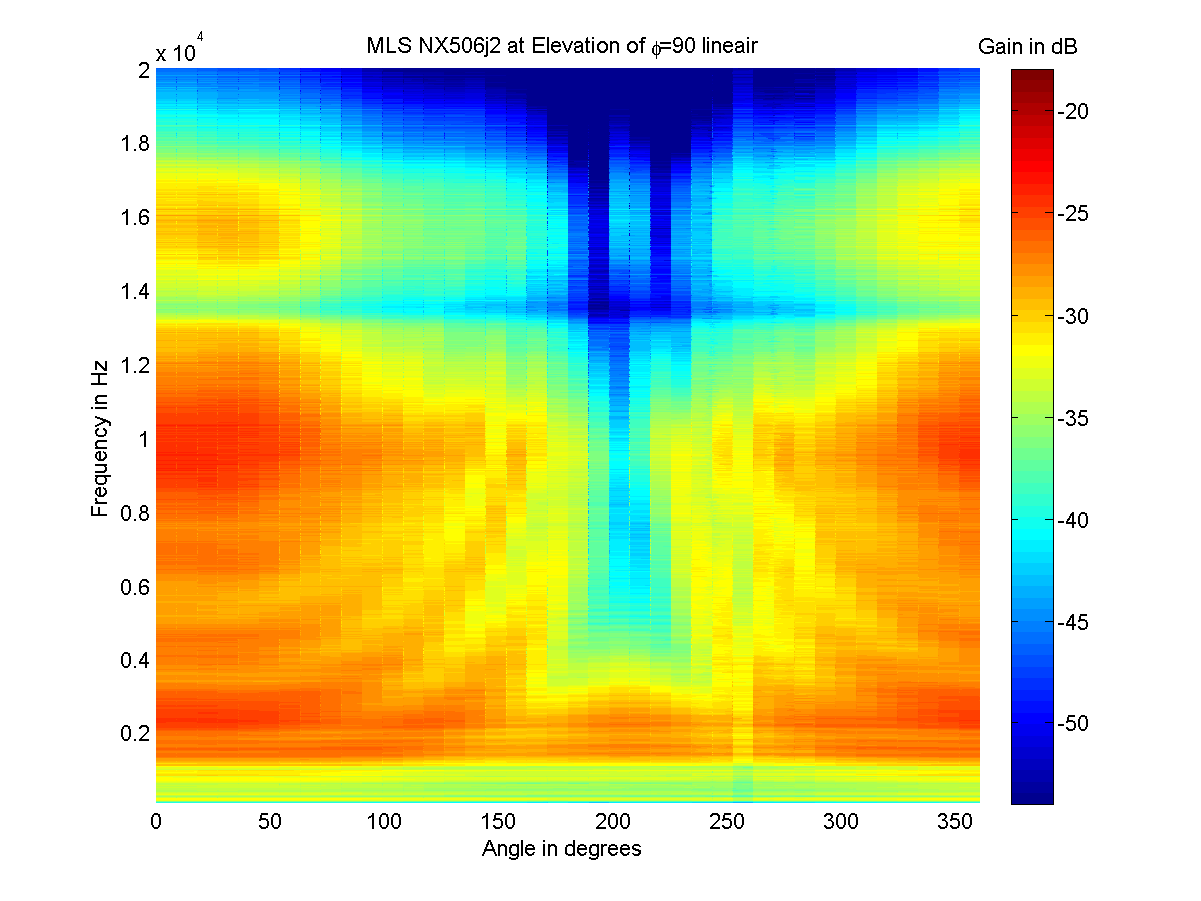 MLS NX506j2 at Elevation of ϕ=90 lineair
Gain in dB
x 10^4
2
1.8
1.6
1.4
1.2
1
0.8
0.6
0.4
0.2
Frequency in Hz
0 50 100 150 200 250 300 350
Angle in degrees
-20
-25
-30
-35
-40
-45
-50